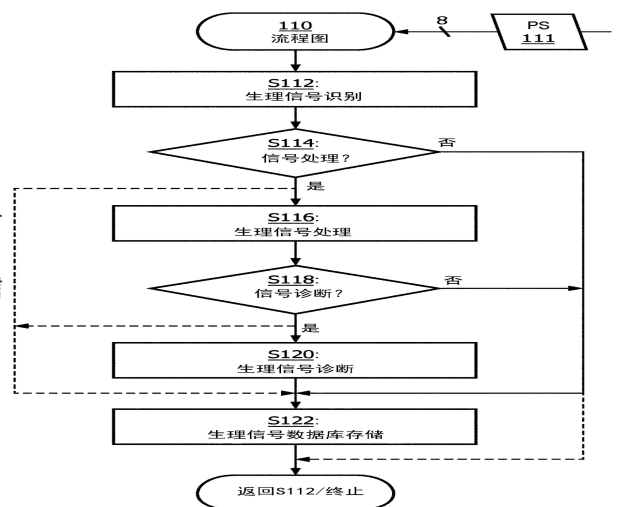 110
流程图
8
PS
111
S112:
生理信号识别
S114:
信号处理?
否
是
S116:
生理信号处理
S118:
信号诊断?
否
是
S120:
生理信号诊断
S122:
生理信号数据库存储
返回S112/终止